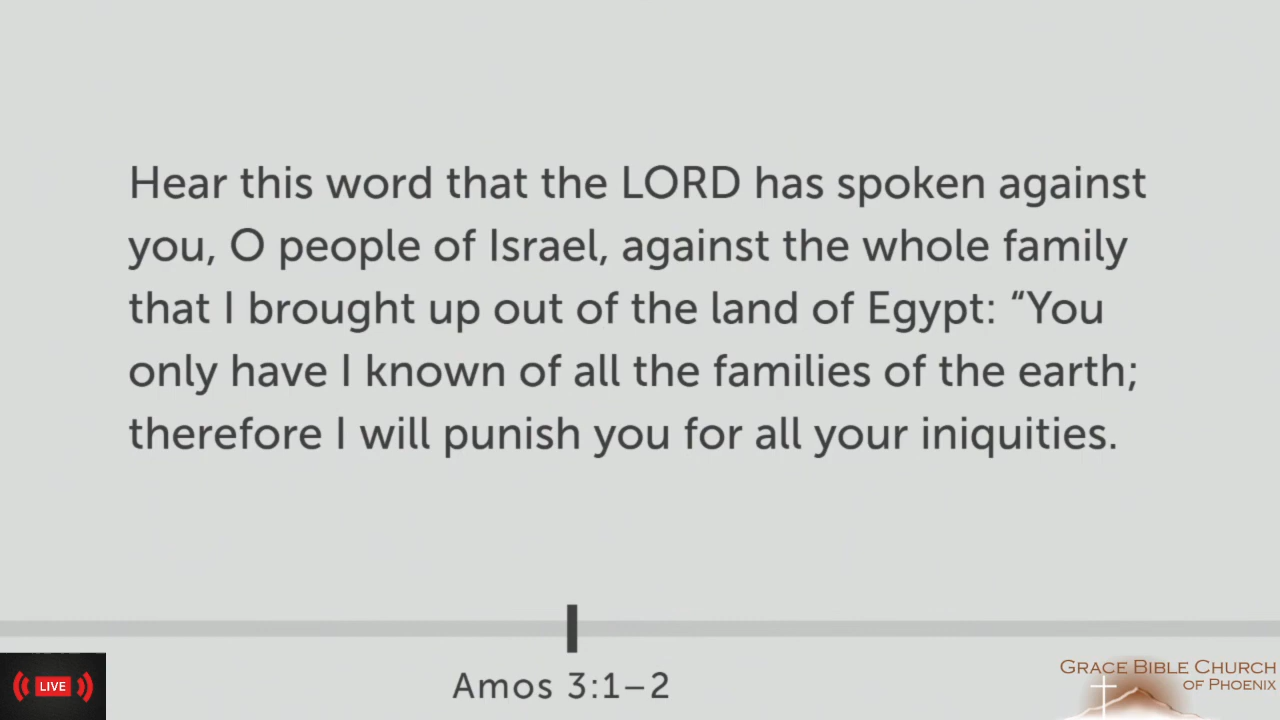 Hear this word that the LORD has spoken against
you, O people of Israel, against the whole family
that I brought up out of the land of Egypt: “You
only have I known of all the families of the earth;
therefore I will punish you for all your iniquities.
Amos 3:1–2
LIVE
GRACE BIBLE CHURCH
OF PHOENIX